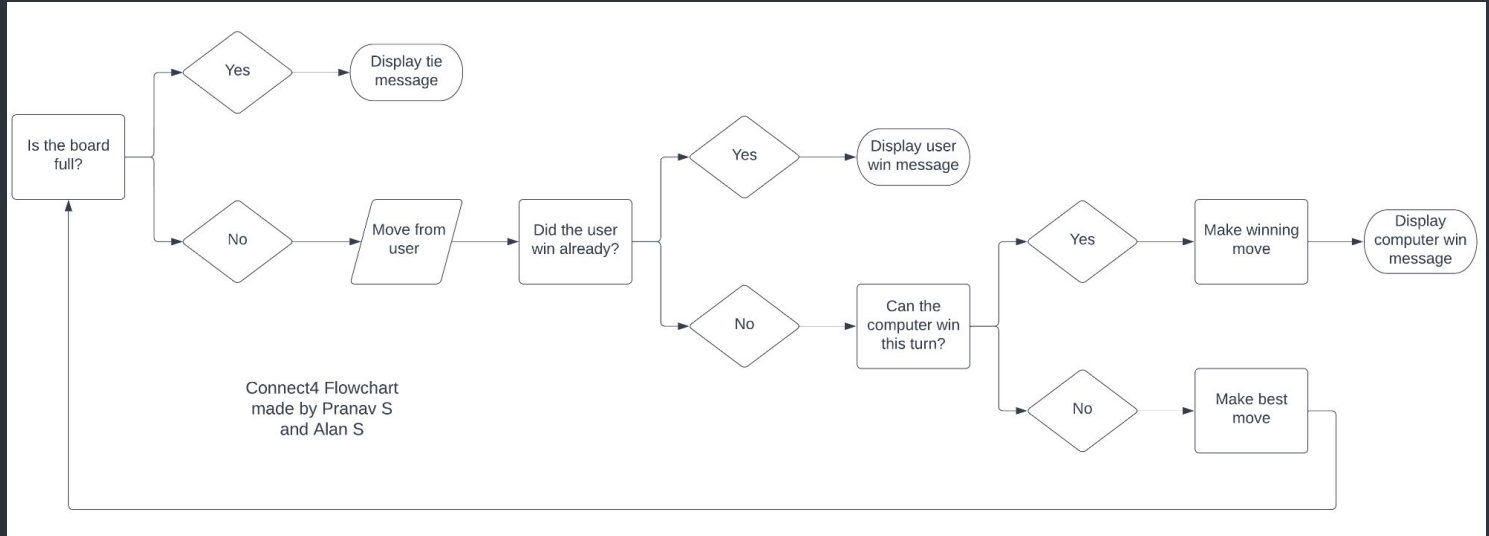 Yes
Display tie
message
Is the board
full?
No
Move from
user
Did the user
win already?
Yes
Display user
win message
No
Can the
computer win
this turn?
Yes
Make winning
move
Display
computer win
message
No
Make best
move
Connect4 Flowchart
made by Pranav S
and Alan S